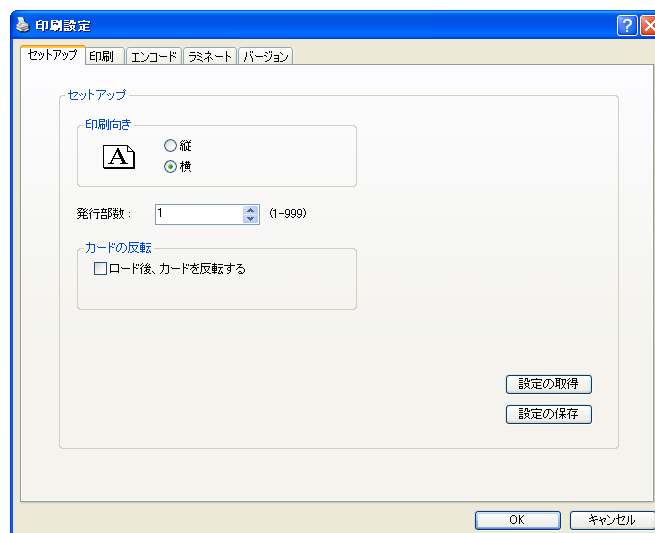 印刷設定
セットアップ 印刷 エンコード ラミネート バージョン
セットアップ
印刷向き
A
縦
横
発行部数： 1 (1-999)
カードの反転
ロード後、カードを反転する
設定の取得
設定の保存
OK キャンセル